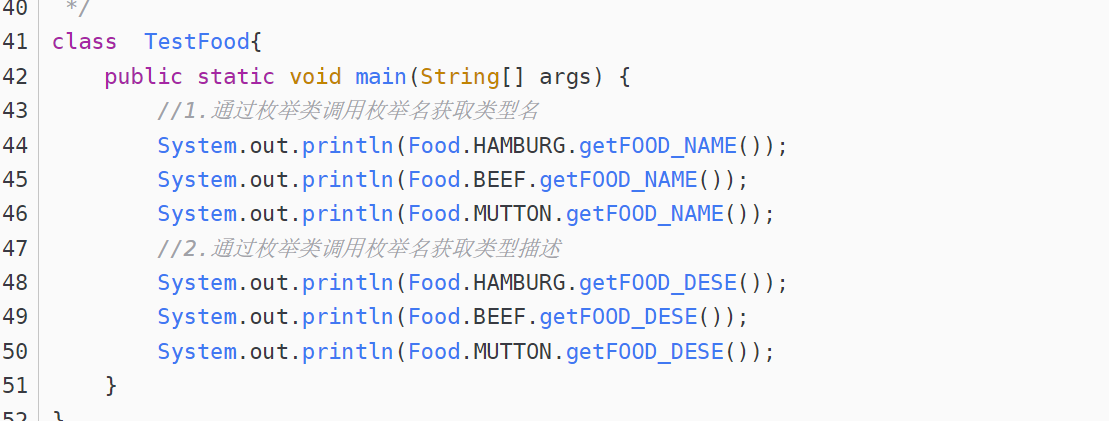 40 */
41 class  TestFood{
42     public static void main(String[] args) {
43         //1.通过枚举类调用枚举名获取类型名
44         System.out.println(Food.HAMBURG.getFOOD_NAME());
45         System.out.println(Food.BEEF.getFOOD_NAME());
46         System.out.println(Food.MUTTON.getFOOD_NAME());
47         //2.通过枚举类调用枚举名获取类型描述
48         System.out.println(Food.HAMBURG.getFOOD_DESE());
49         System.out.println(Food.BEEF.getFOOD_DESE());
50         System.out.println(Food.MUTTON.getFOOD_DESE());
51     }
52 }